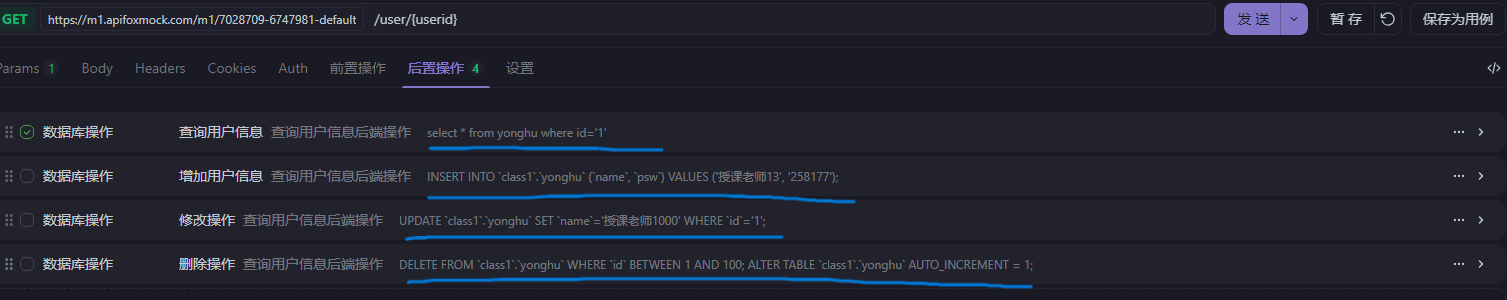 GET https://m1.apifoxmock.com/m1/7028709-6747981-default /user/{userid} 发 送 暂 存 保存为用例
Params 1 Body Headers Cookies Auth 前置操作 后置操作 4 设置 </>
数据库操作 查询用户信息 查询用户信息后端操作 select * from yonghu where id='1'
数据库操作 增加用户信息 查询用户信息后端操作 INSERT INTO `class1`.`yonghu` (`name`, `psw`) VALUES ('授课老师13', '258177');
数据库操作 修改操作 查询用户信息后端操作 UPDATE `class1`.`yonghu` SET `name`='授课老师1000' WHERE `id`='1';
数据库操作 删除操作 查询用户信息后端操作 DELETE FROM `class1`.`yonghu` WHERE `id` BETWEEN 1 AND 100; ALTER TABLE `class1`.`yonghu` AUTO_INCREMENT = 1;